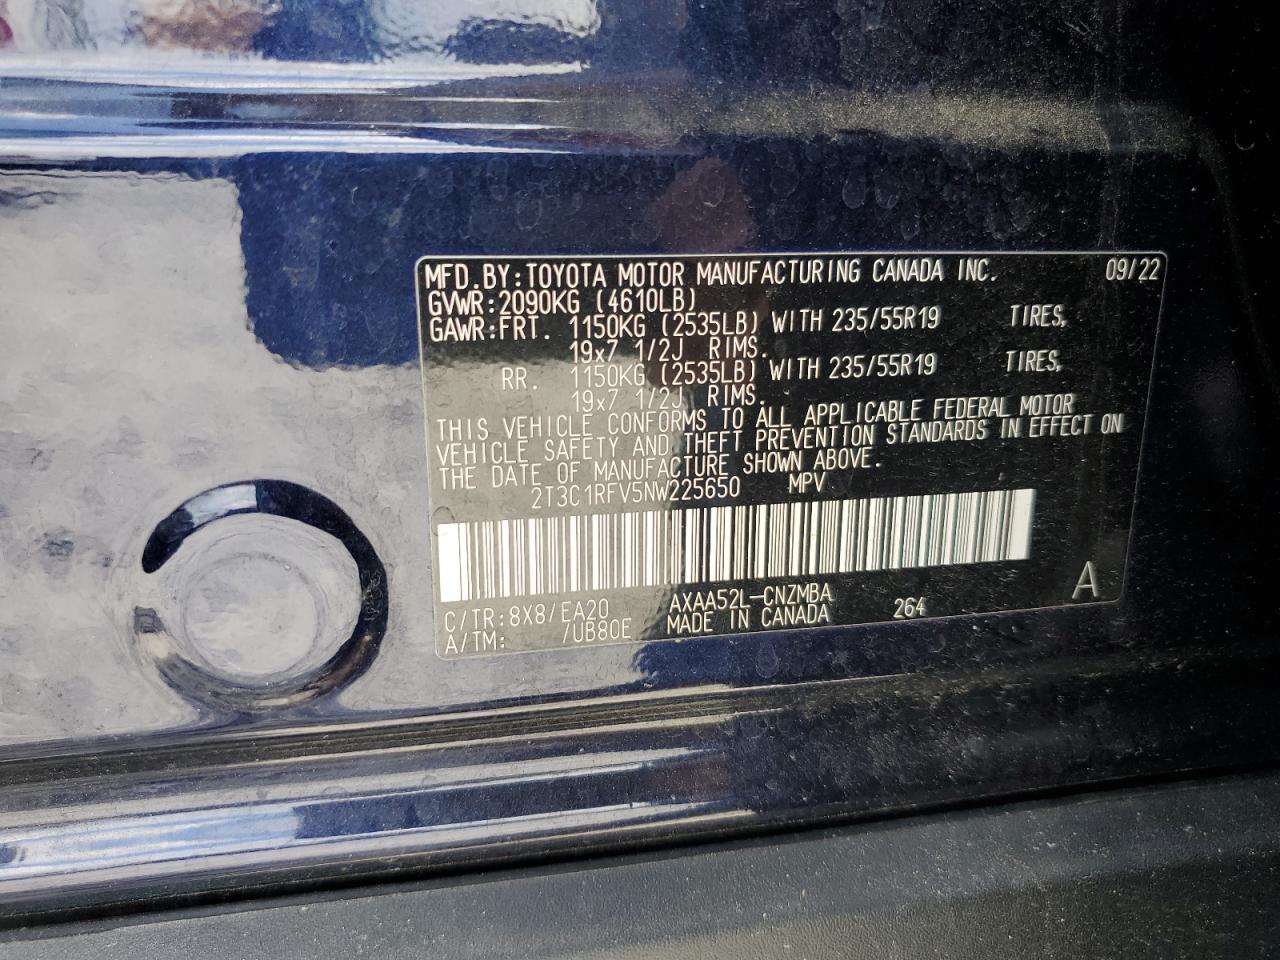 MFD.BY:TOYOTA MOTOR MANUFACTURING CANADA INC. 09/22
GVWR:2090KG (4610LB)
GAWR:FRT. 1150KG (2535LB) WITH 235/55R19 TIRES,
19x7 1/2J RIMS.
RR. 1150KG (2535LB) WITH 235/55R19 TIRES,
19x7 1/2J RIMS.
THIS VEHICLE CONFORMS TO ALL APPLICABLE FEDERAL MOTOR
VEHICLE SAFETY AND THEFT PREVENTION STANDARDS IN EFFECT ON
THE DATE OF MANUFACTURE SHOWN ABOVE.
2T3C1RFV5NW225650 MPV
C/TR:8X8/EA20 AXAA52L-CNZMBA 264 A
A/TM: /UB80E MADE IN CANADA